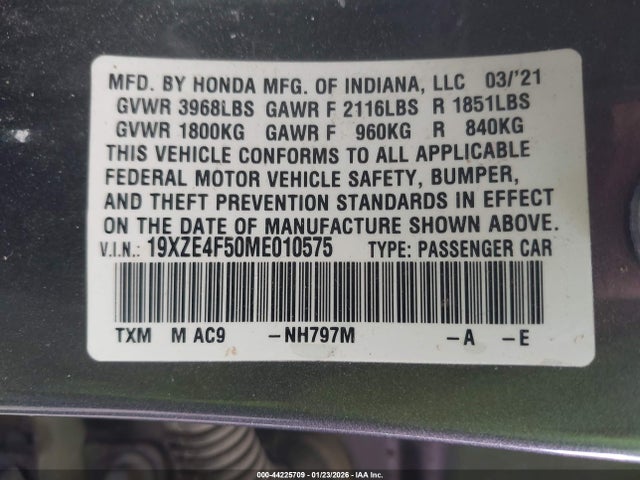 MFD. BY HONDA MFG. OF INDIANA, LLC 03/'21
GVWR 3968LBS GAWR F 2116LBS R 1851LBS
GVWR 1800KG GAWR F 960KG R 840KG
THIS VEHICLE CONFORMS TO ALL APPLICABLE
FEDERAL MOTOR VEHICLE SAFETY, BUMPER,
AND THEFT PREVENTION STANDARDS IN EFFECT
ON THE DATE OF MANUFACTURE SHOWN ABOVE.
V.I.N.: 19XZE4F50ME010575 TYPE: PASSENGER CAR
TXM M AC9 -NH797M -A -E
000-44225709 - 01/23/2026 - IAA Inc.